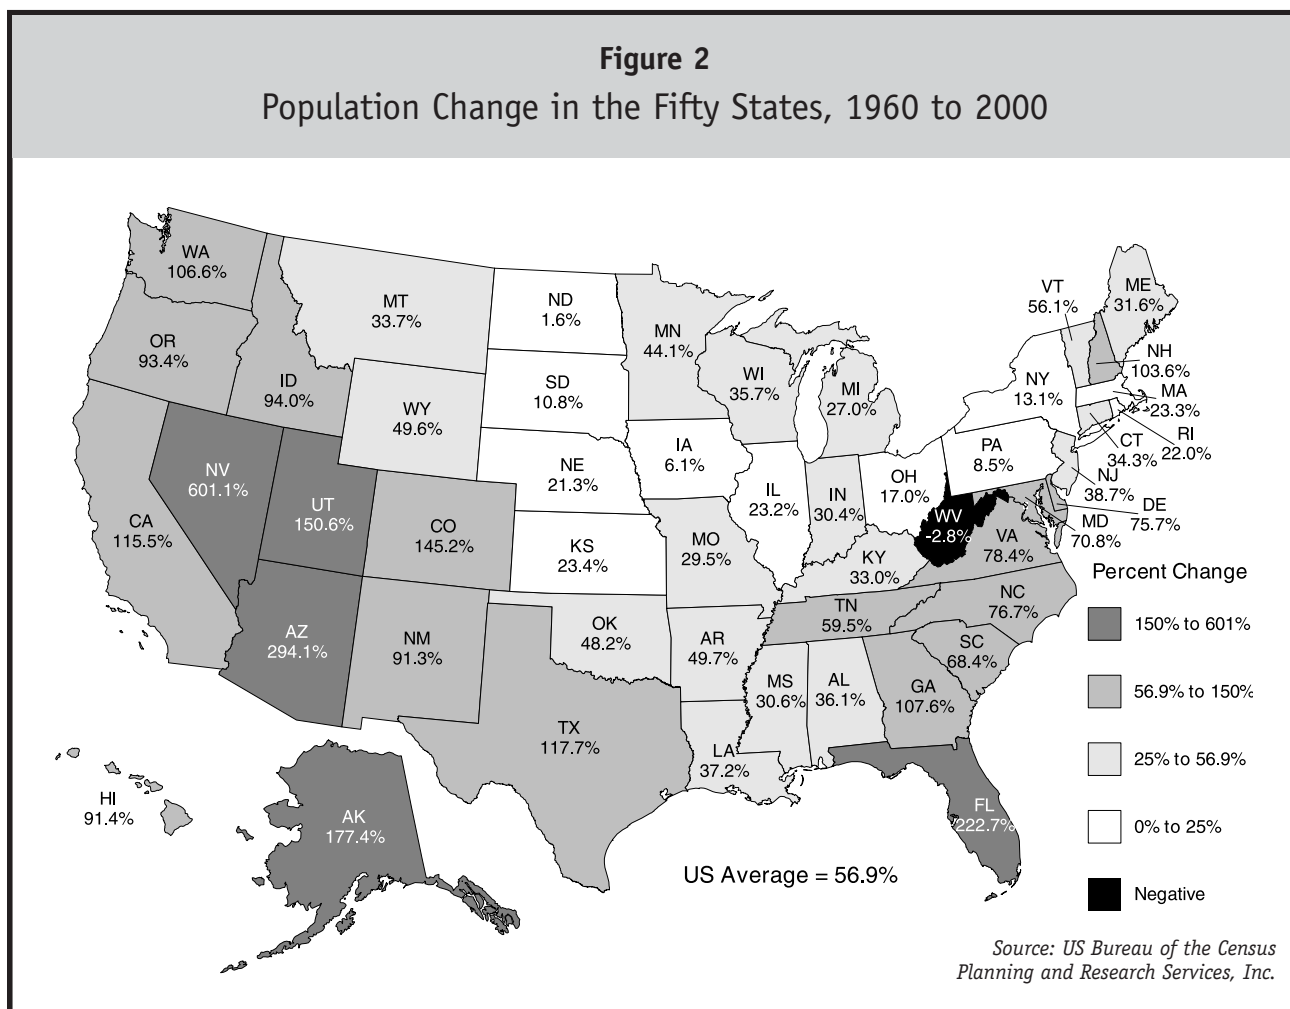 Figure 2
Population Change in the Fifty States, 1960 to 2000
WA
106.6%
MT
33.7%
ND
1.6%
VT
56.1%
ME
31.6%
OR
93.4%
ID
94.0%
MN
44.1%
WI
35.7%
MI
27.0%
NH
103.6%
SD
10.8%
WY
49.6%
NY
13.1%
MA
23.3%
RI
22.0%
CT
34.3%
NJ
38.7%
IA
6.1%
PA
8.5%
NE
21.3%
NV
601.1%
UT
150.6%
IL
23.2%
IN
30.4%
OH
17.0%
DE
75.7%
MD
70.8%
CA
115.5%
CO
145.2%
KS
23.4%
MO
29.5%
WV
-2.8%
VA
78.4%
KY
33.0%
NC
76.7%
TN
59.5%
AZ
294.1%
NM
91.3%
OK
48.2%
AR
49.7%
SC
68.4%
MS
30.6%
AL
36.1%
GA
107.6%
TX
117.7%
LA
37.2%
HI
91.4%
AK
177.4%
FL
222.7%
US Average = 56.9%
Percent Change
150% to 601%
56.9% to 150%
25% to 56.9%
0% to 25%
Negative
Source: US Bureau of the Census
Planning and Research Services, Inc.